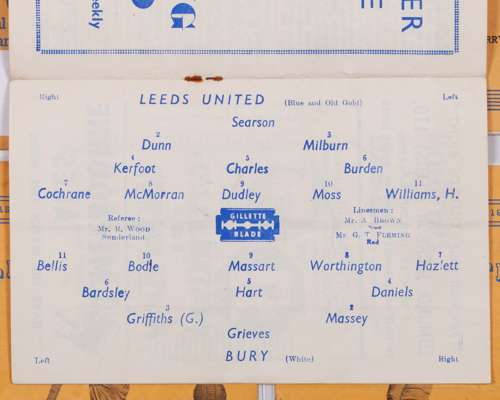 ER
G
E
eekly
RRY
Right
LEEDS UNITED (Blue and Old Gold)
Left
Searson
2 3
Dunn Milburn
4 5 6
Kerfoot Charles Burden
7 8 9 10 11
Cochrane McMorran Dudley Moss Williams, H.
Referee :
Mr. R. WOOD
Sunderland.
GILLETTE
BLADE
Linesmen:
Mr. A. BROWN
Mr. G. T. FLEMING
Red
11 10 9 8 7
Bellis Bodle Massart Worthington Hazlett
6 5 4
Bardsley Hart Daniels
3 2
Griffiths (G.) Massey
Grieves
Left
BURY (White)
Right